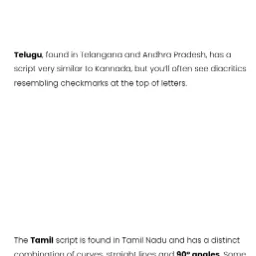 Telugu, found in Telangana and Andhra Pradesh, has a
script very similar to Kannada, but you'll often see diacritics
resembling checkmarks at the top of letters.
The Tamil script is found in Tamil Nadu and has a distinct
combination of curves, straight lines and 90° angles. Some